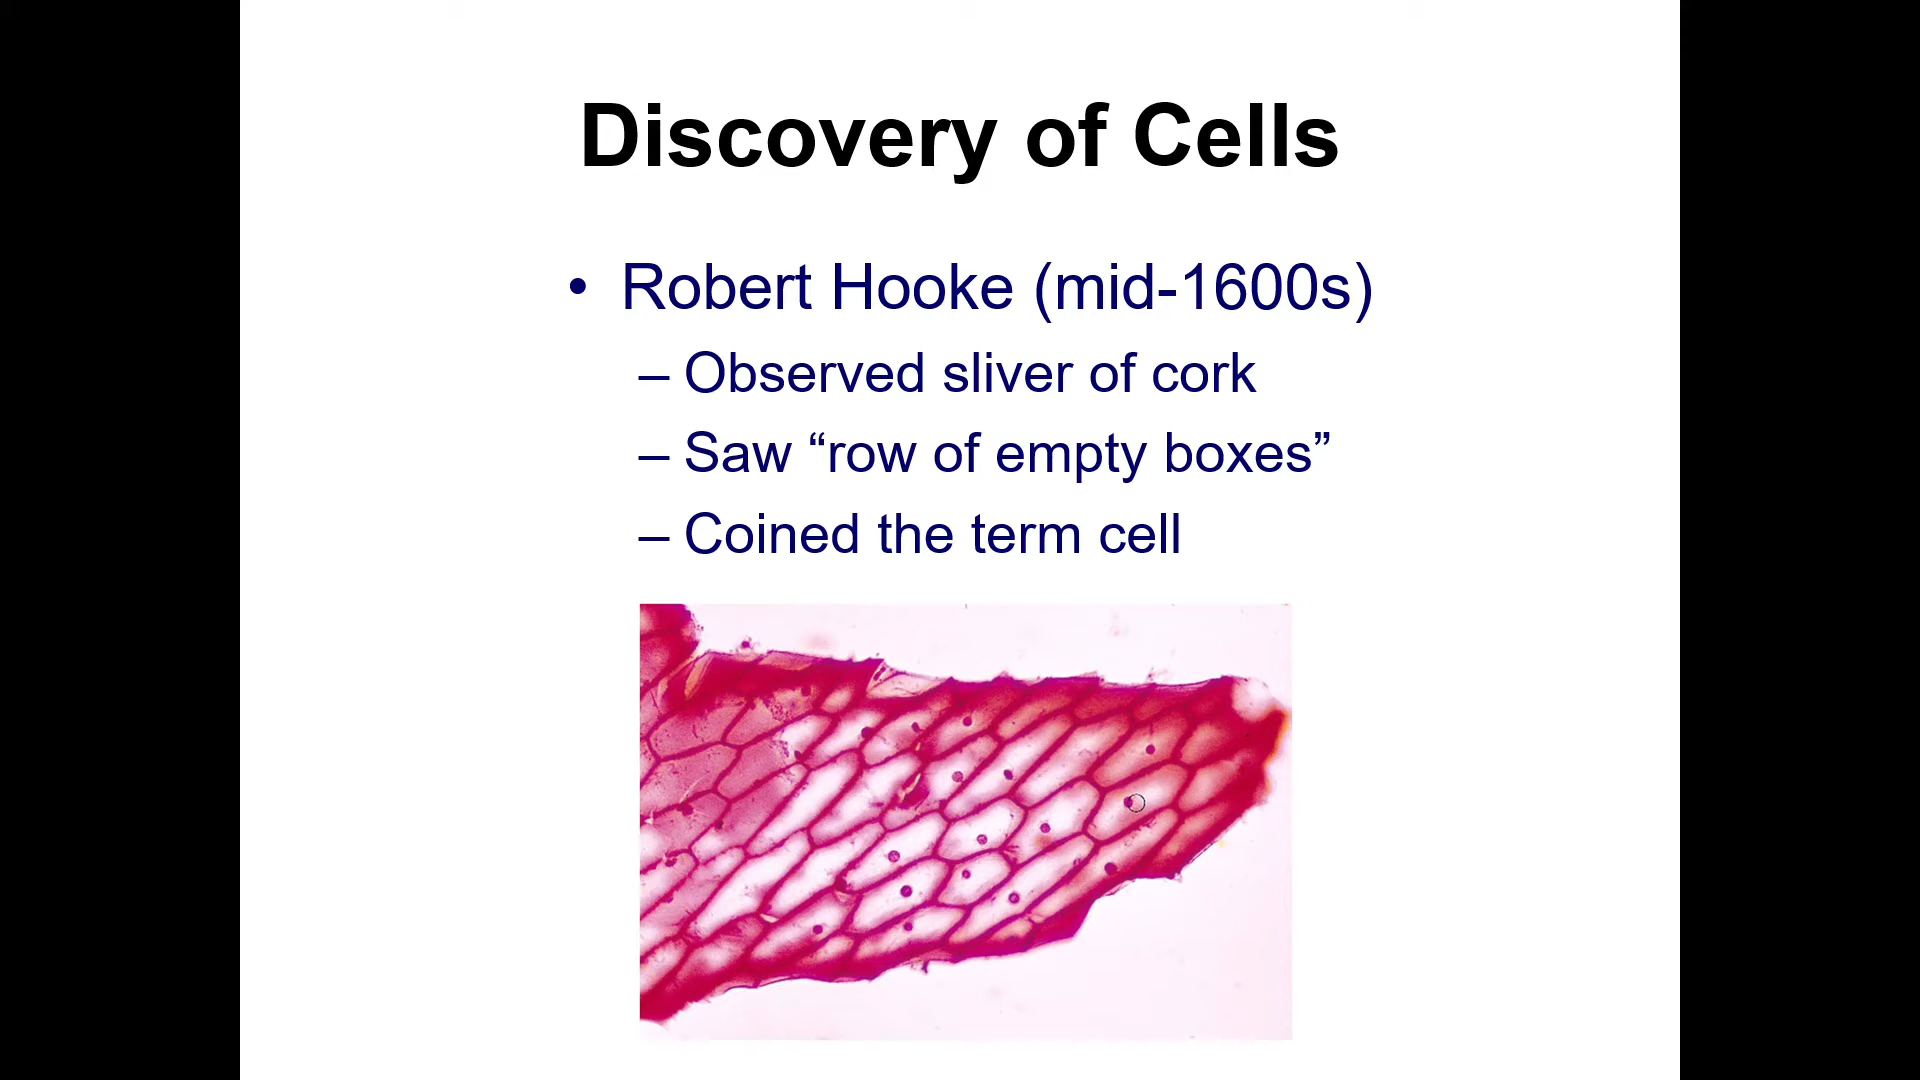 Discovery of Cells
• Robert Hooke (mid-1600s)
– Observed sliver of cork
– Saw “row of empty boxes”
– Coined the term cell